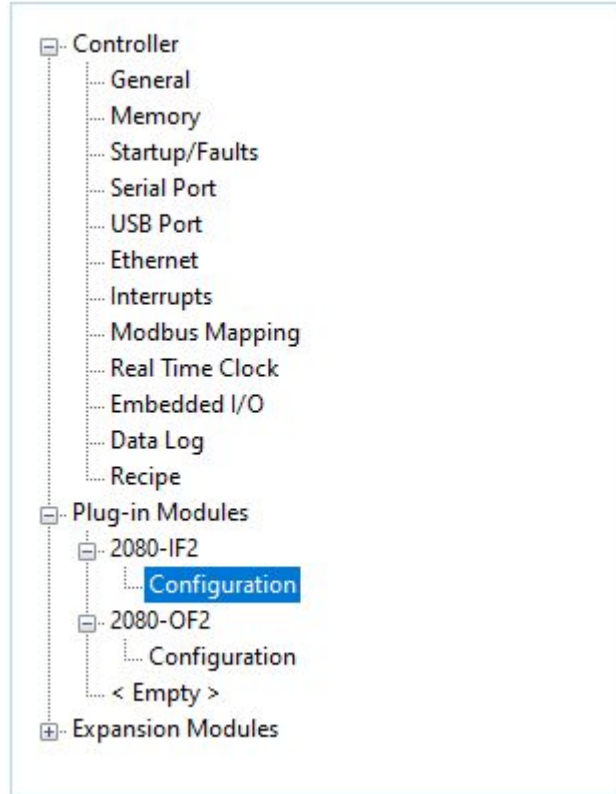 Controller
General
Memory
Startup/Faults
Serial Port
USB Port
Ethernet
Interrupts
Modbus Mapping
Real Time Clock
Embedded I/O
Data Log
Recipe
Plug-in Modules
2080-IF2
Configuration
2080-OF2
Configuration
< Empty >
Expansion Modules